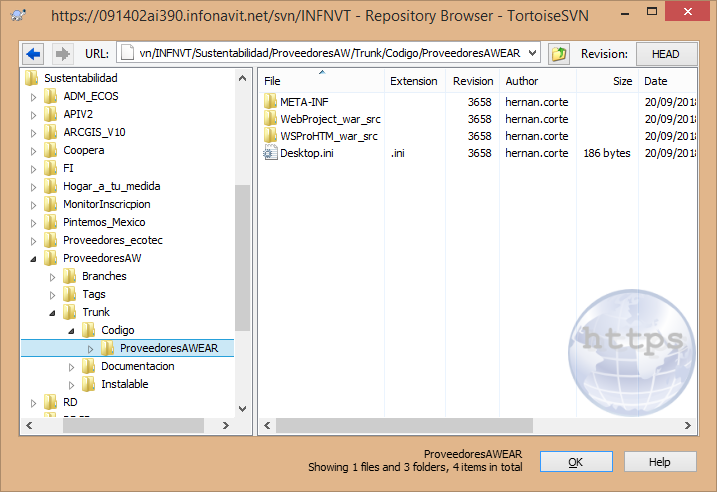 https://091402ai390.infonavit.net/svn/INFNVT - Repository Browser - TortoiseSVN
URL: vn/INFNVT/Sustentabilidad/ProveedoresAW/Trunk/Codigo/ProveedoresAWEAR Revision: HEAD
Sustentabilidad
ADM_ECOS
APIV2
ARCGIS_V10
Coopera
FI
Hogar_a_tu_medida
MonitorInscricpion
Pintemos_Mexico
Proveedores_ecotec
ProveedoresAW
Branches
Tags
Trunk
Codigo
ProveedoresAWEAR
Documentacion
Instalable
RD
File Extension Revision Author Size Date
META-INF 3658 hernan.corte 20/09/201
WebProject_war_src 3658 hernan.corte 20/09/201
WSProHTM_war_src 3658 hernan.corte 20/09/201
Desktop.ini .ini 3658 hernan.corte 186 bytes 20/09/201
https
ProveedoresAWEAR
Showing 1 files and 3 folders, 4 items in total
OK Help